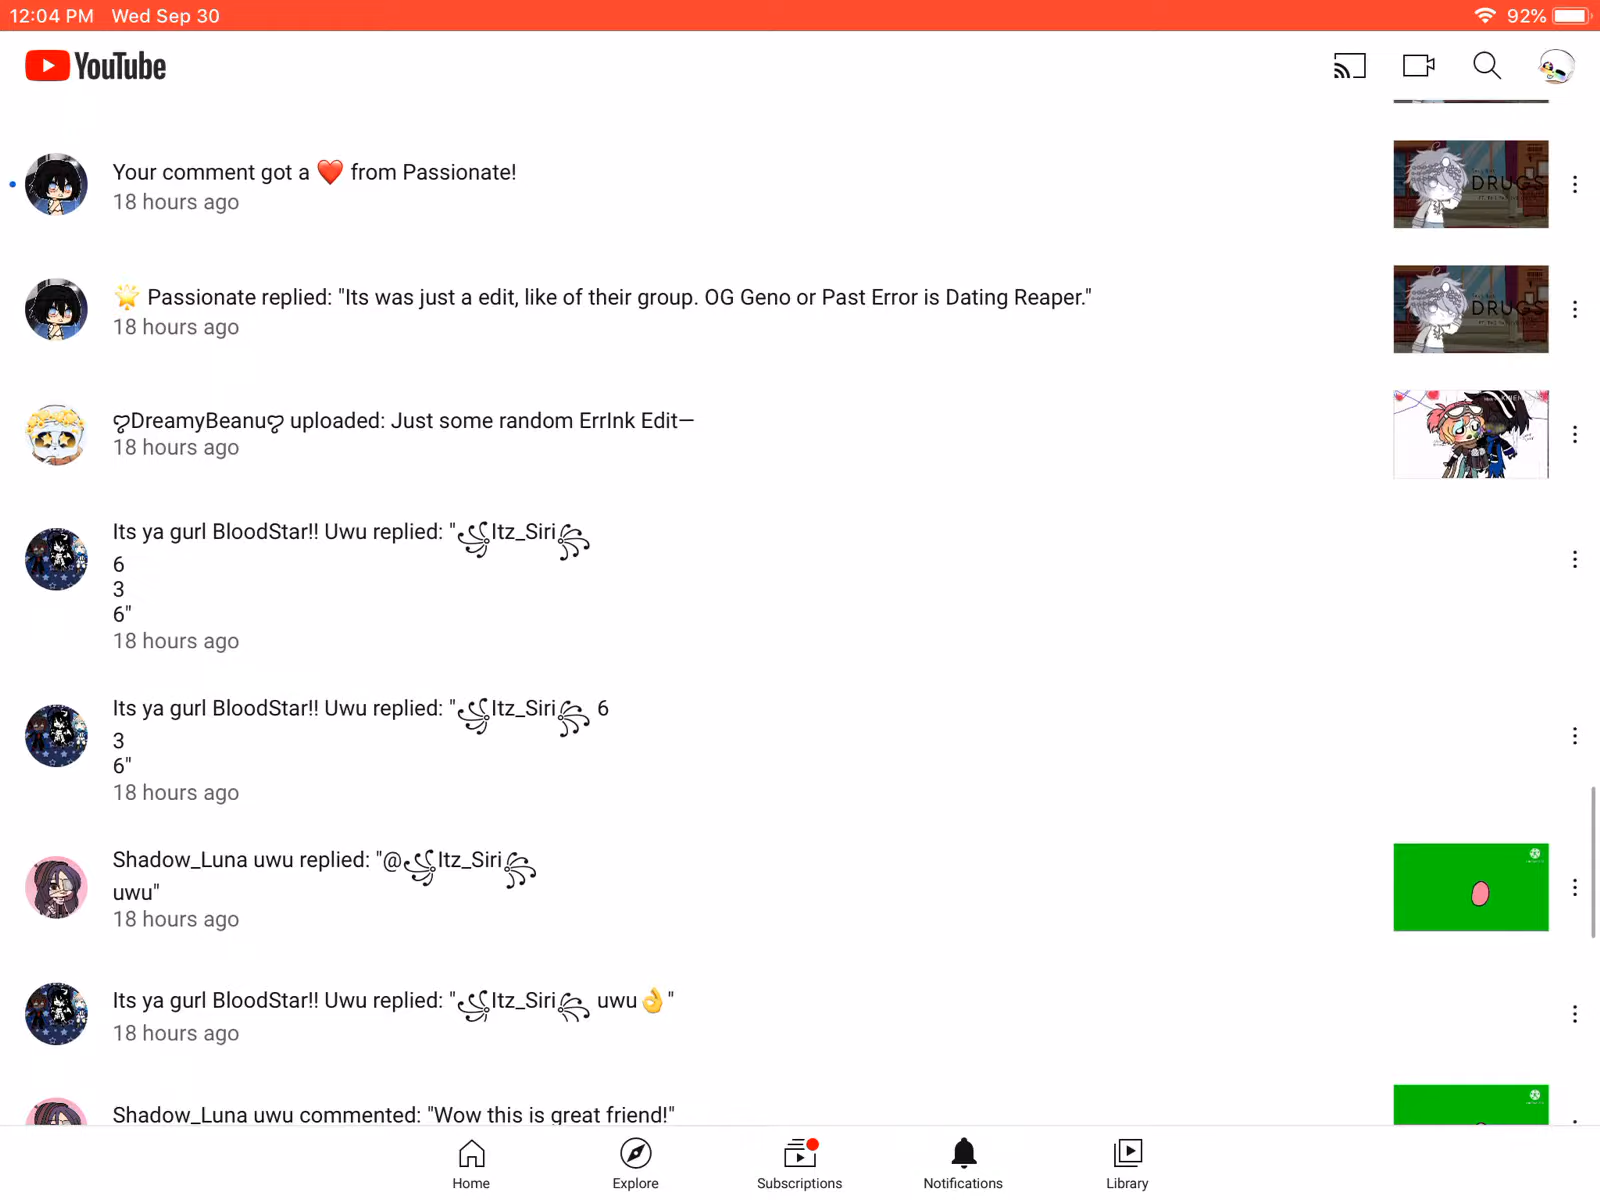 12:04 PM Wed Sep 30 92%
YouTube
Your comment got a ❤️ from Passionate!
18 hours ago
DRUGS
🌟 Passionate replied: "Its was just a edit, like of their group. OG Geno or Past Error is Dating Reaper."
18 hours ago
DRUGS
ღDreamyBeanuღ uploaded: Just some random ErrInk Edit—
18 hours ago
Its ya gurl BloodStar!! Uwu replied: "꧁Itz_Siri꧂
6
3
6"
18 hours ago
Its ya gurl BloodStar!! Uwu replied: "꧁Itz_Siri꧂ 6
3
6"
18 hours ago
Shadow_Luna uwu replied: "@꧁Itz_Siri꧂
uwu"
18 hours ago
Its ya gurl BloodStar!! Uwu replied: "꧁Itz_Siri꧂ uwu👌"
18 hours ago
Shadow_Luna uwu commented: "Wow this is great friend!"
Home Explore Subscriptions Notifications Library